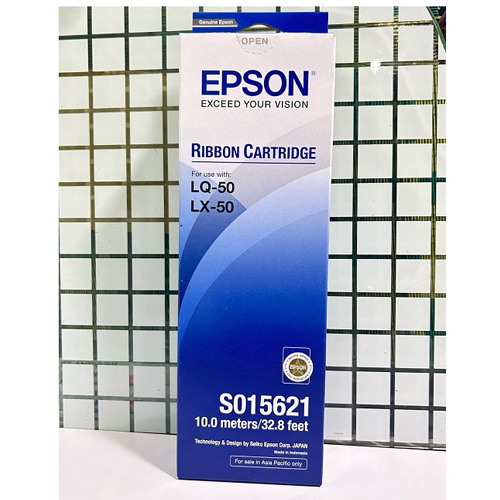 Genuine Epson
OPEN
EPSON®
EXCEED YOUR VISION
RIBBON CARTRIDGE
For use with:
LQ-50
LX-50
EPSON
S015621
10.0 meters/32.8 feet
Technology & Design by Seiko Epson Corp. JAPAN
Made in Indonesia
For sale in Asia Pacific only